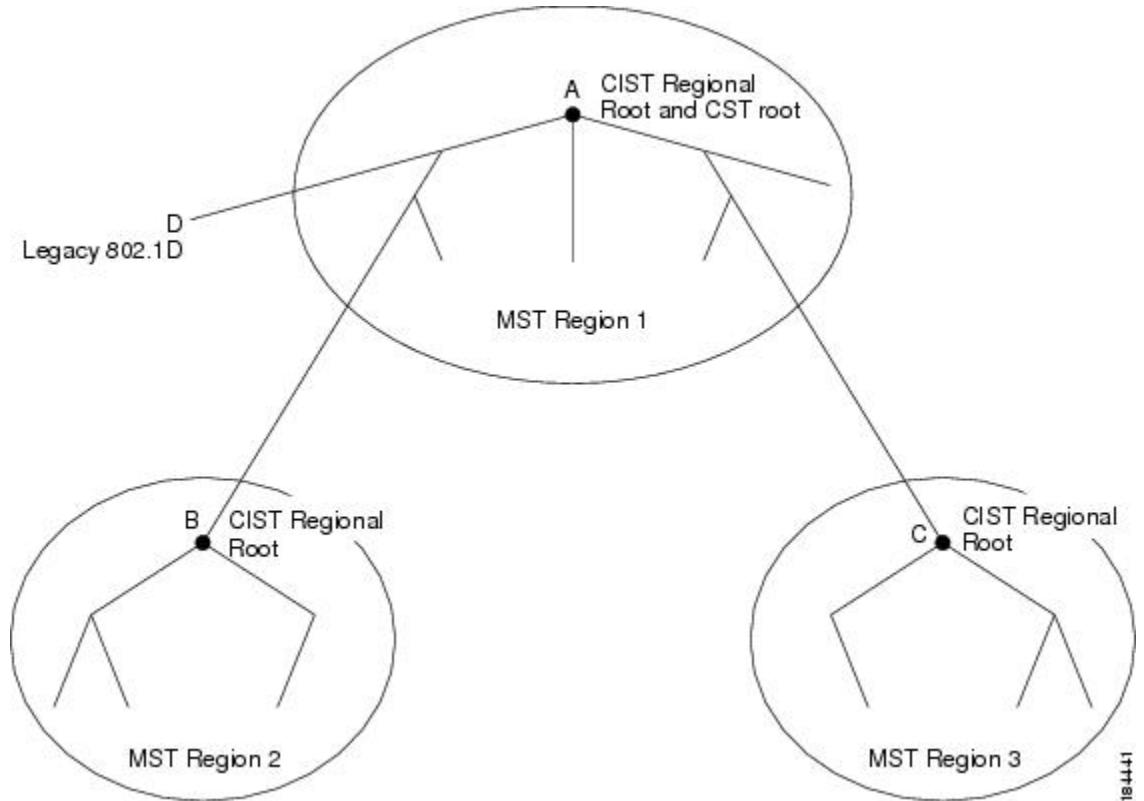 A
CIST Regional
Root and CST root
D
Legacy 802.1D
MST Region 1
B
CIST Regional
Root
C
CIST Regional
Root
MST Region 2
MST Region 3
184441